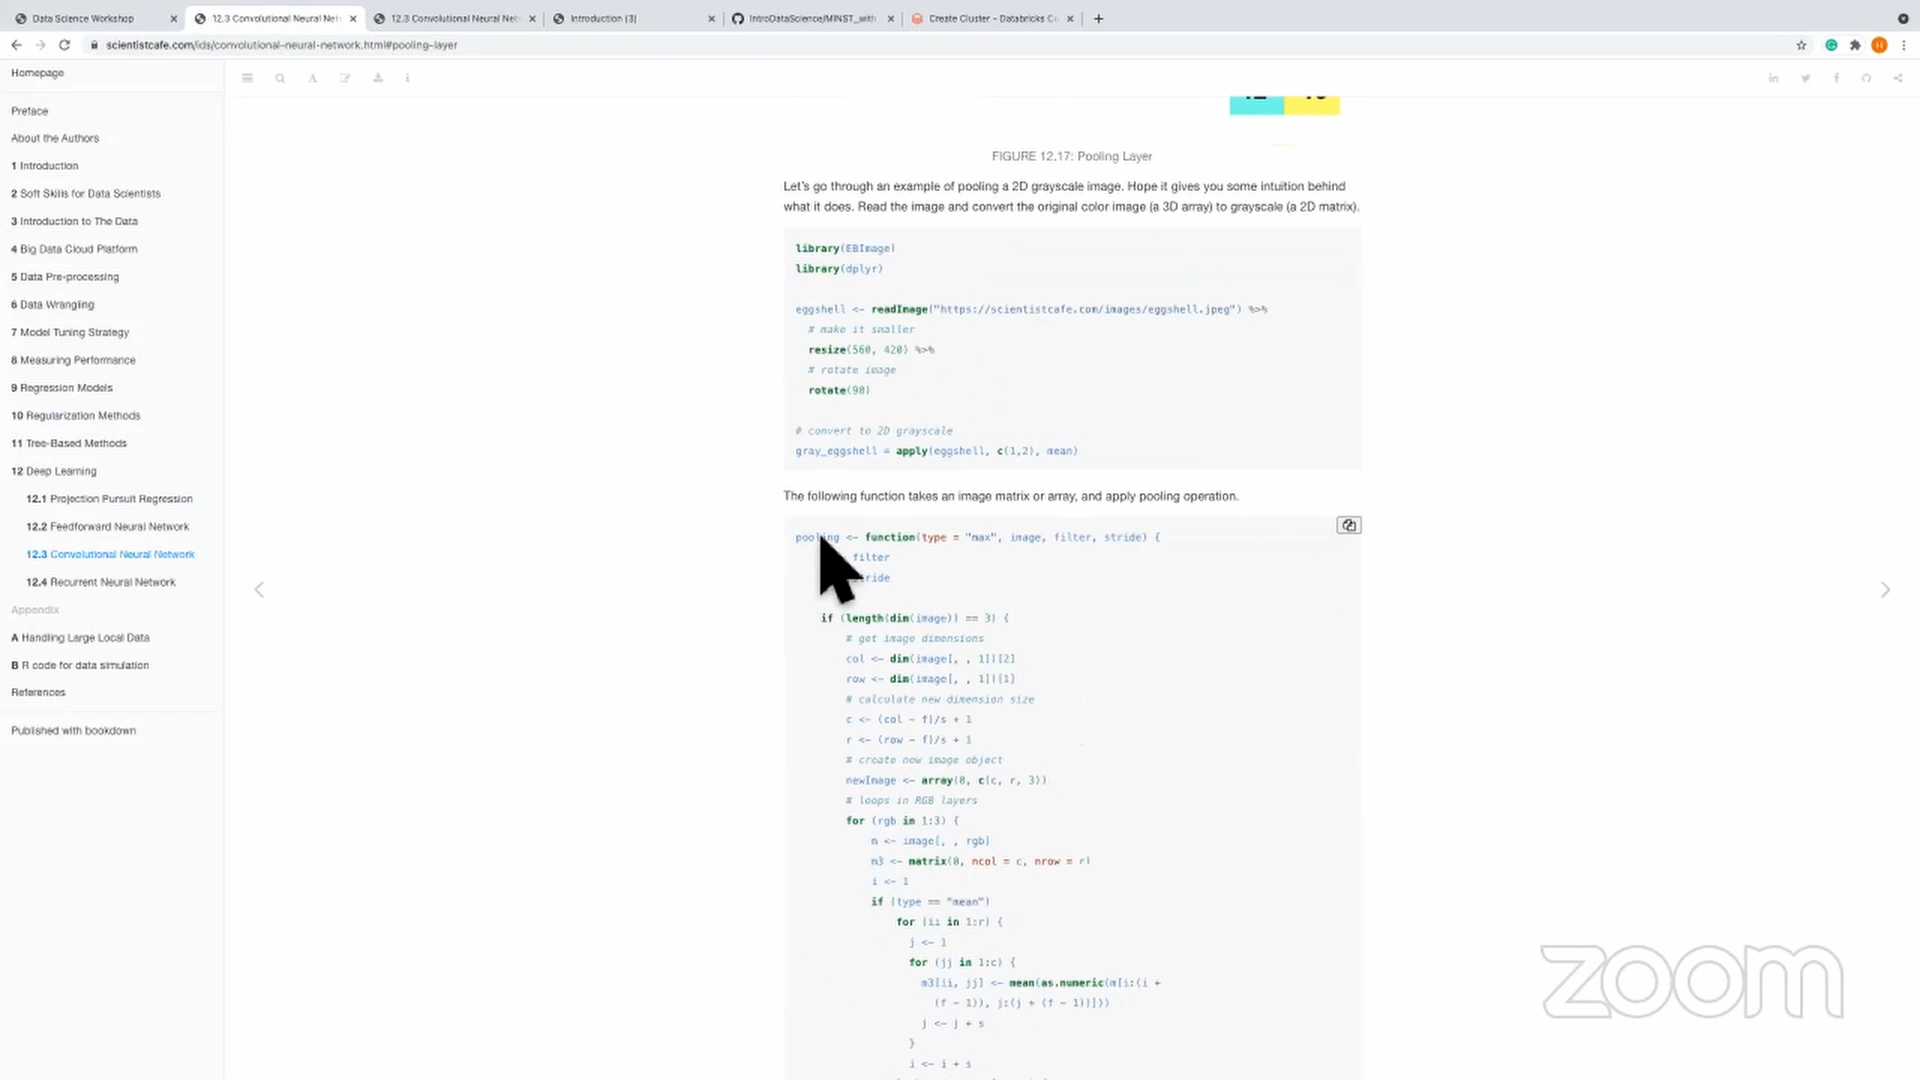 Data Science Workshop
12.3 Convolutional Neural Net
12.3 Convolutional Neural Net
Introduction (3)
IntroDataScience/MINST_with
Create Cluster - Databricks Co
scientistcafe.com/ids/convolutional-neural-network.html#pooling-layer
Homepage
Preface
About the Authors
1 Introduction
2 Soft Skills for Data Scientists
3 Introduction to The Data
4 Big Data Cloud Platform
5 Data Pre-processing
6 Data Wrangling
7 Model Tuning Strategy
8 Measuring Performance
9 Regression Models
10 Regularization Methods
11 Tree-Based Methods
12 Deep Learning
12.1 Projection Pursuit Regression
12.2 Feedforward Neural Network
12.3 Convolutional Neural Network
12.4 Recurrent Neural Network
Appendix
A Handling Large Local Data
B R code for data simulation
References
Published with bookdown
FIGURE 12.17: Pooling Layer
Let's go through an example of pooling a 2D grayscale image. Hope it gives you some intuition behind
what it does. Read the image and convert the original color image (a 3D array) to grayscale (a 2D matrix).
library(EBImage)
library(dplyr)
eggshell <- readImage("https://scientistcafe.com/images/eggshell.jpeg") %>%
# make it smaller
resize(560, 420) %>%
# rotate image
rotate(90)
# convert to 2D grayscale
gray_eggshell = apply(eggshell, c(1,2), mean)
The following function takes an image matrix or array, and apply pooling operation.
pooling <- function(type = "max", image, filter, stride) {
filter
stride
if (length(dim(image)) == 3) {
# get image dimensions
col <- dim(image[, , 1])[2]
row <- dim(image[, , 1])[1]
# calculate new dimension size
c <- (col - f)/s + 1
r <- (row - f)/s + 1
# create new image object
newImage <- array(0, c(c, r, 3))
# loops in RGB layers
for (rgb in 1:3) {
m <- image[, , rgb]
m3 <- matrix(0, ncol = c, nrow = r)
i <- 1
if (type == "mean")
for (ii in 1:r) {
j <- 1
for (jj in 1:c) {
m3[ii, jj] <- mean(as.numeric(m[i:(i +
(f - 1)), j:(j + (f - 1))]))
j <- j + s
}
i <- i + s
zoom